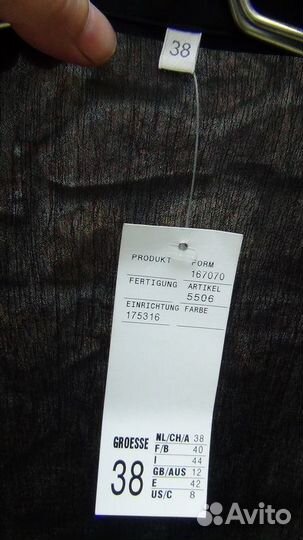 38
PRODUKT FORM
167070
FERTIGUNG ARTIKEL
5506
EINRICHTUNG FARBE
175316
GROESSE 38
NL/CH/A 38
F/B 40
I 44
GB/AUS 12
E 42
US/C 8
Avito